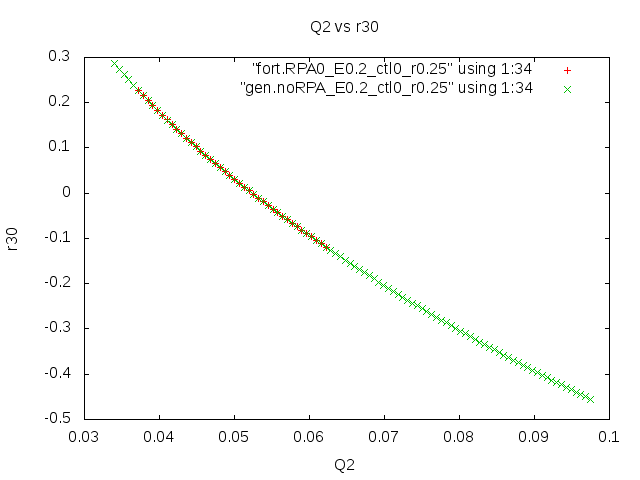 Q2 vs r30
"fort.RPA0_E0.2_ctl0_r0.25" using 1:34
"gen.noRPA_E0.2_ctl0_r0.25" using 1:34
0.3
0.2
0.1
0
-0.1
-0.2
-0.3
-0.4
-0.5
r30
0.03 0.04 0.05 0.06 0.07 0.08 0.09 0.1
Q2